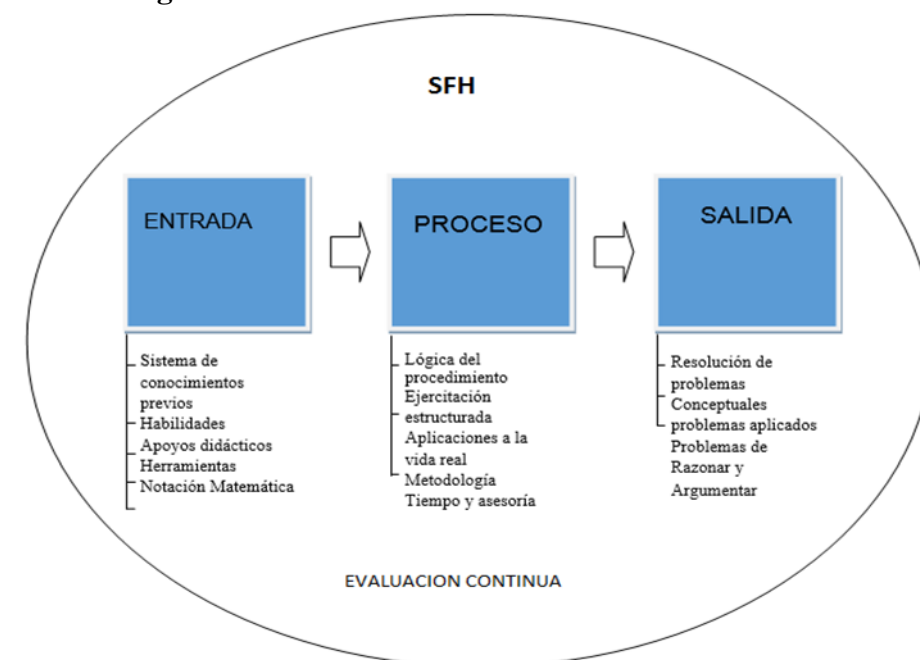 SFH
ENTRADA
PROCESO
SALIDA
Sistema de
conocimientos
previos
Habilidades
Apoyos didácticos
Herramientas
Notación Matemática
Lógica del
procedimiento
Ejercitación
estructurada
Aplicaciones a la
vida real
Metodología
Tiempo y asesoría
Resolución de
problemas
Conceptuales
problemas aplicados
Problemas de
Razonar y
Argumentar
EVALUACION CONTINUA